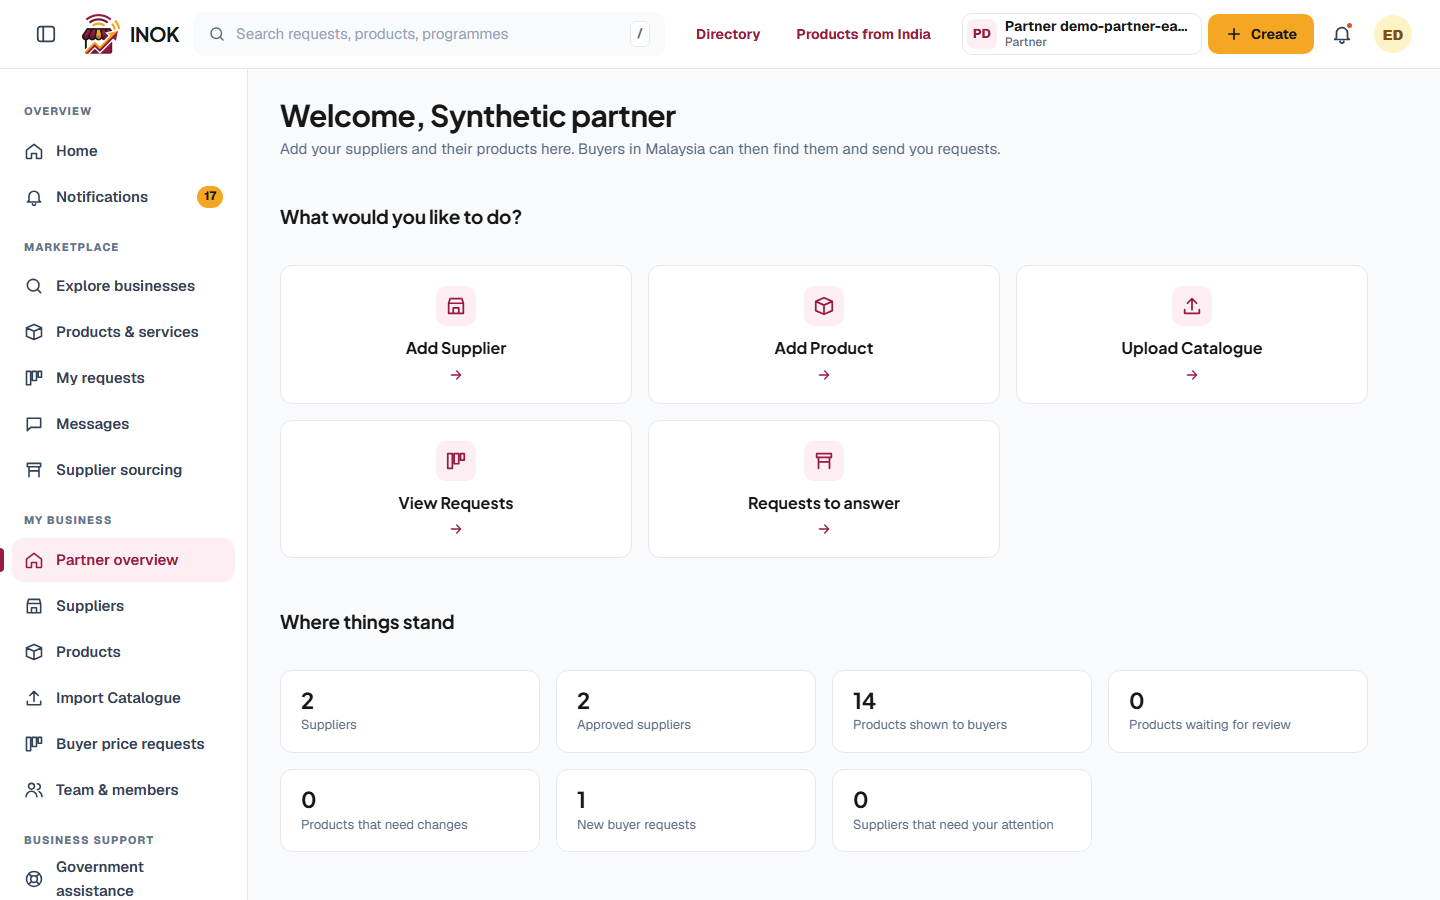 INOK
Search requests, products, programmes
/
Directory
Products from India
PD
Partner demo-partner-ea...
Partner
Create
ED
OVERVIEW
Home
Notifications
17
MARKETPLACE
Explore businesses
Products & services
My requests
Messages
Supplier sourcing
MY BUSINESS
Partner overview
Suppliers
Products
Import Catalogue
Buyer price requests
Team & members
BUSINESS SUPPORT
Government
assistance
Welcome, Synthetic partner
Add your suppliers and their products here. Buyers in Malaysia can then find them and send you requests.
What would you like to do?
Add Supplier
Add Product
Upload Catalogue
View Requests
Requests to answer
Where things stand
2
Suppliers
2
Approved suppliers
14
Products shown to buyers
0
Products waiting for review
0
Products that need changes
1
New buyer requests
0
Suppliers that need your attention